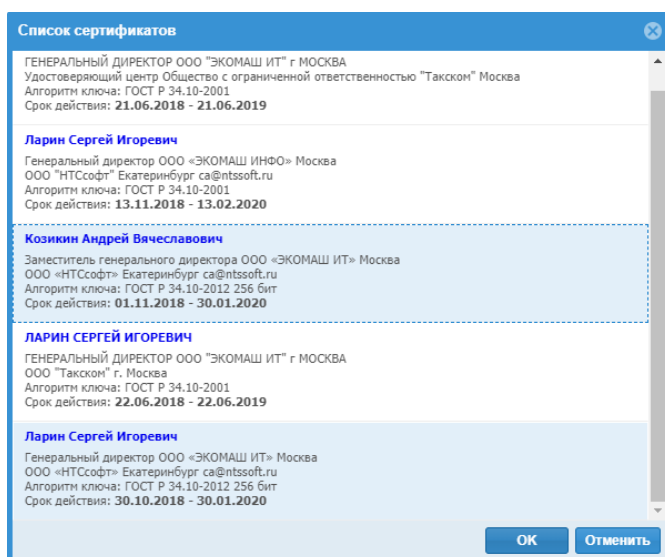 Список сертификатов
ГЕНЕРАЛЬНЫЙ ДИРЕКТОР ООО "ЭКОМАШ ИТ" г МОСКВА
Удостоверяющий центр Общество с ограниченной ответственностью "Такском" Москва
Алгоритм ключа: ГОСТ Р 34.10-2001
Срок действия: 21.06.2018 - 21.06.2019
Ларин Сергей Игоревич
Генеральный директор ООО «ЭКОМАШ ИНФО» Москва
ООО "НТСсофт" Екатеринбург ca@ntssoft.ru
Алгоритм ключа: ГОСТ Р 34.10-2001
Срок действия: 13.11.2018 - 13.02.2020
Козикин Андрей Вячеславович
Заместитель генерального директора ООО «ЭКОМАШ ИТ» Москва
ООО «НТСсофт» Екатеринбург ca@ntssoft.ru
Алгоритм ключа: ГОСТ Р 34.10-2012 256 бит
Срок действия: 01.11.2018 - 30.01.2020
ЛАРИН СЕРГЕЙ ИГОРЕВИЧ
ГЕНЕРАЛЬНЫЙ ДИРЕКТОР ООО "ЭКОМАШ ИТ" г МОСКВА
ООО "Такском" г. Москва
Алгоритм ключа: ГОСТ Р 34.10-2001
Срок действия: 22.06.2018 - 22.06.2019
Ларин Сергей Игоревич
Генеральный директор ООО «ЭКОМАШ ИТ» Москва
ООО «НТСсофт» Екатеринбург ca@ntssoft.ru
Алгоритм ключа: ГОСТ Р 34.10-2012 256 бит
Срок действия: 30.10.2018 - 30.01.2020
OK Отменить